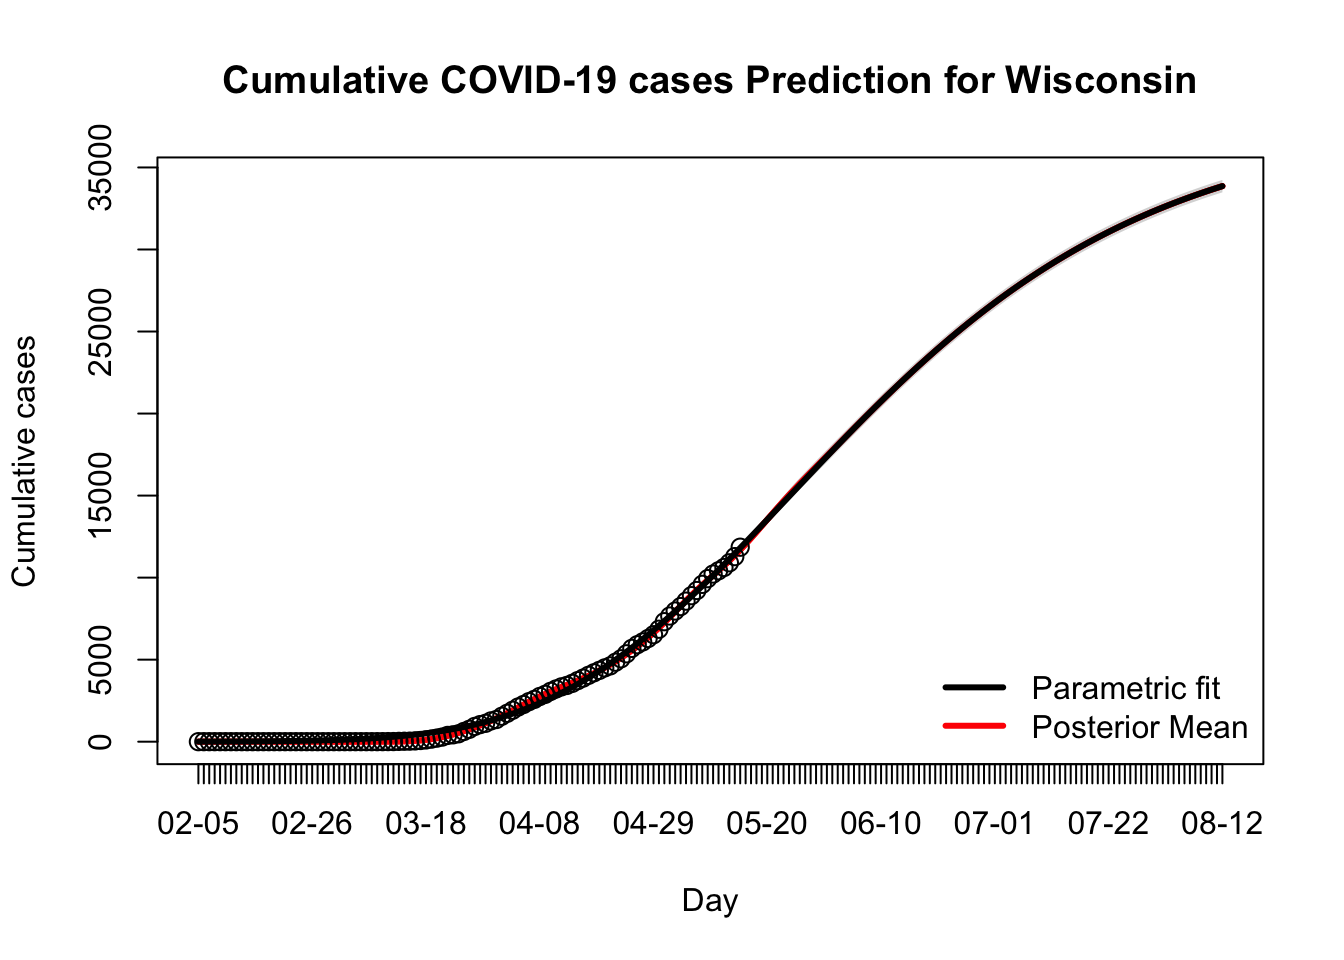 Cumulative COVID-19 cases Prediction for Wisconsin
Cumulative cases
35000
25000
15000
5000
0
Parametric fit
Posterior Mean
02-05 02-26 03-18 04-08 04-29 05-20 06-10 07-01 07-22 08-12
Day